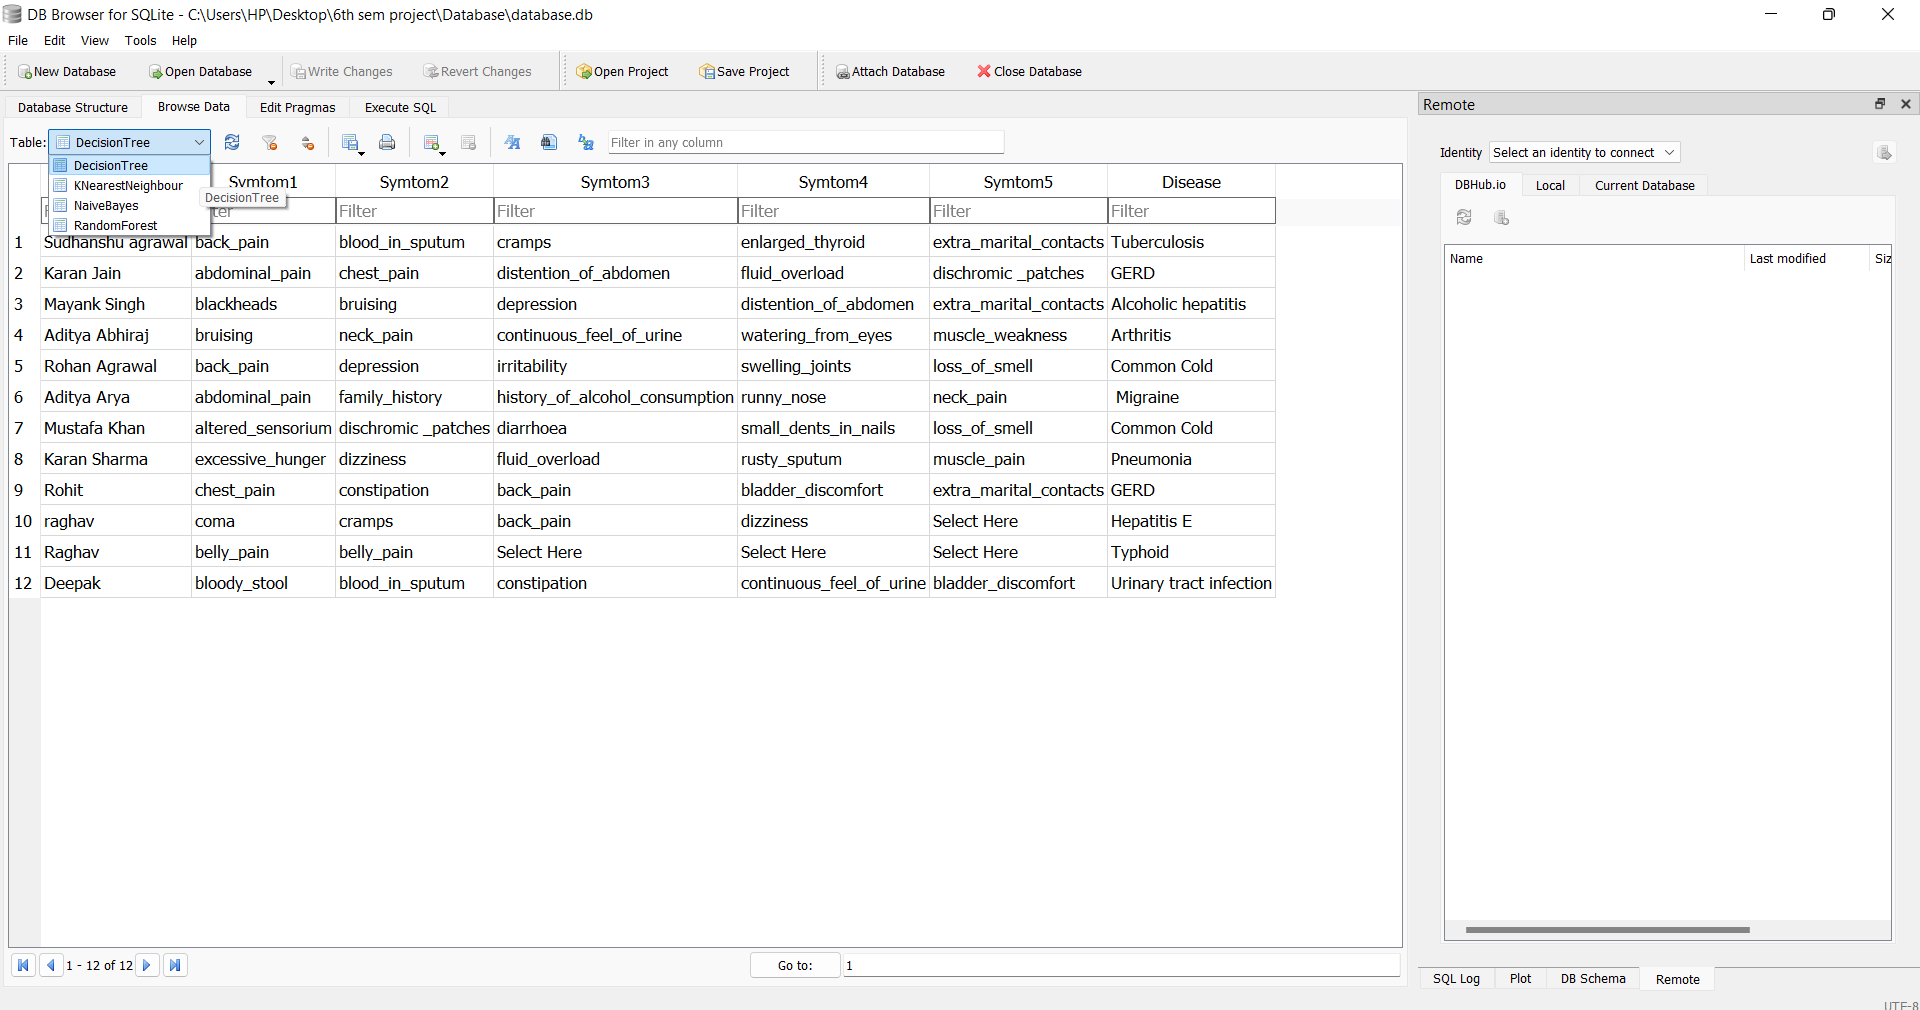 DB Browser for SQLite - C:\Users\HP\Desktop\6th sem project\Database\database.db
File Edit View Tools Help
New Database Open Database Write Changes Revert Changes Open Project Save Project Attach Database Close Database
Database Structure Browse Data Edit Pragmas Execute SQL
Remote
Table: DecisionTree Filter in any column
Identity Select an identity to connect
DecisionTree
KNearestNeighbour
NaiveBayes
RandomForest
DecisionTree
DBHub.io Local Current Database
Symtom1 Symtom2 Symtom3 Symtom4 Symtom5 Disease
Filter Filter Filter Filter Filter
Name Last modified Siz
1 Sudhanshu agrawal back_pain blood_in_sputum cramps enlarged_thyroid extra_marital_contacts Tuberculosis
2 Karan Jain abdominal_pain chest_pain distention_of_abdomen fluid_overload dischromic _patches GERD
3 Mayank Singh blackheads bruising depression distention_of_abdomen extra_marital_contacts Alcoholic hepatitis
4 Aditya Abhiraj bruising neck_pain continuous_feel_of_urine watering_from_eyes muscle_weakness Arthritis
5 Rohan Agrawal back_pain depression irritability swelling_joints loss_of_smell Common Cold
6 Aditya Arya abdominal_pain family_history history_of_alcohol_consumption runny_nose neck_pain Migraine
7 Mustafa Khan altered_sensorium dischromic _patches diarrhoea small_dents_in_nails loss_of_smell Common Cold
8 Karan Sharma excessive_hunger dizziness fluid_overload rusty_sputum muscle_pain Pneumonia
9 Rohit chest_pain constipation back_pain bladder_discomfort extra_marital_contacts GERD
10 raghav coma cramps back_pain dizziness Select Here Hepatitis E
11 Raghav belly_pain belly_pain Select Here Select Here Select Here Typhoid
12 Deepak bloody_stool blood_in_sputum constipation continuous_feel_of_urine bladder_discomfort Urinary tract infection
1 - 12 of 12 Go to: 1
SQL Log Plot DB Schema Remote
UTF-8